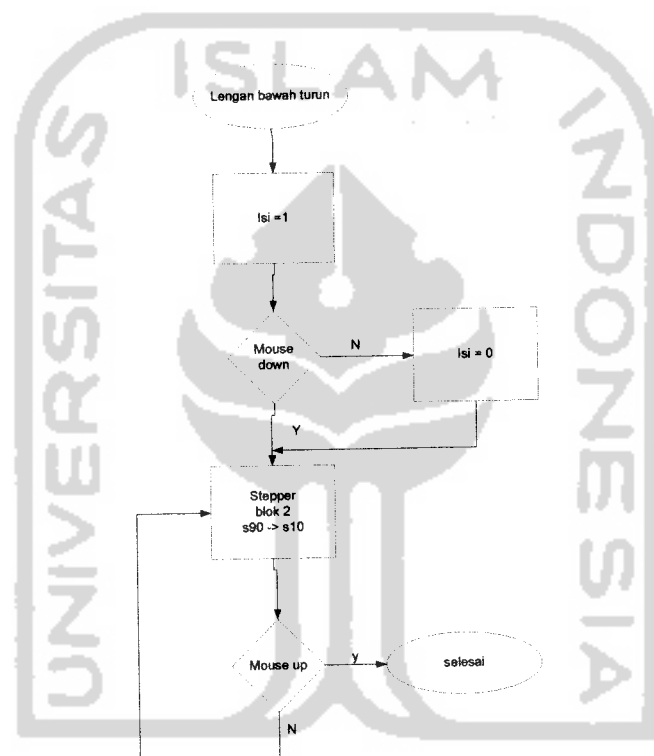 UNIVERSITAS
ISLAM
INDONESIA
Lengan bawah turun
Isi =1
Mouse
down
N
Isi = 0
Y
Stepper
blok 2
s90 -> s10
Mouse up
y
selesai
N